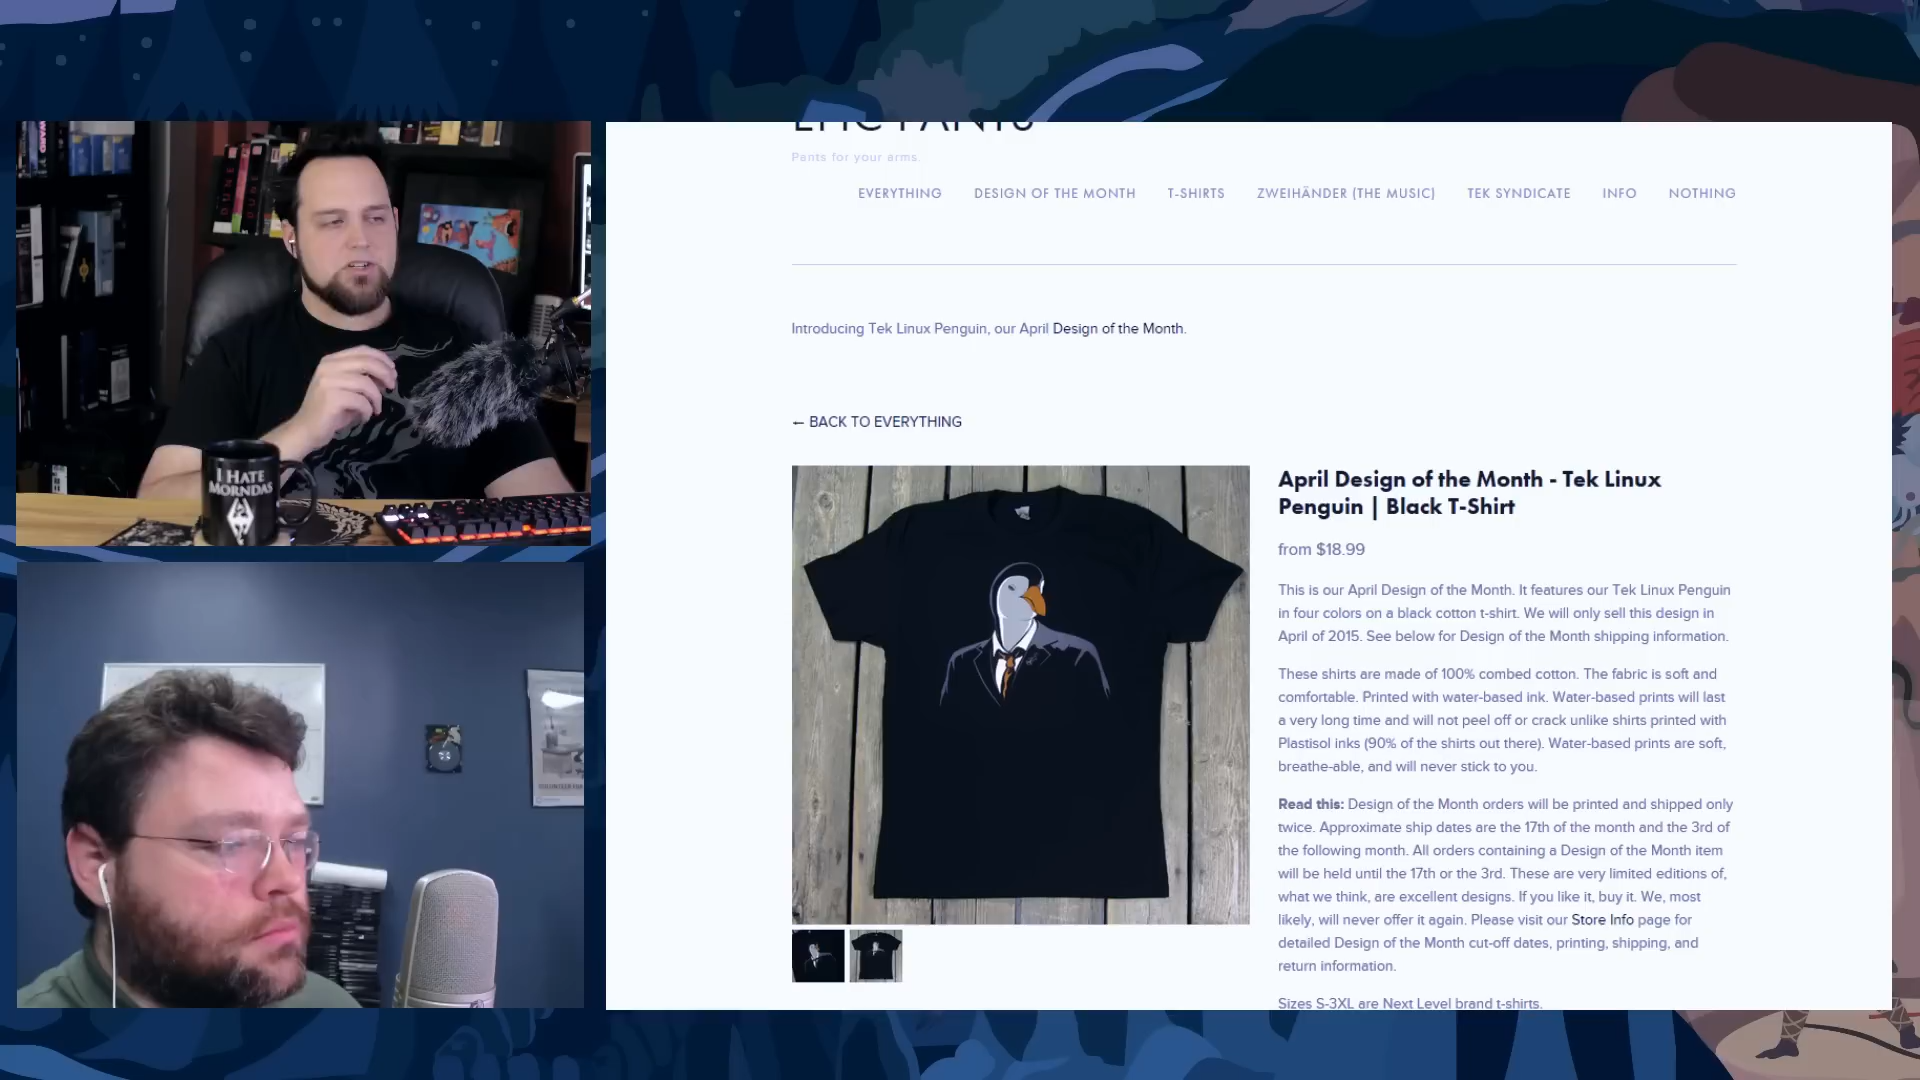 EPIC PANTS
Pants for your arms.
EVERYTHING DESIGN OF THE MONTH T-SHIRTS ZWEIHÄNDER (THE MUSIC) TEK SYNDICATE INFO NOTHING
Introducing Tek Linux Penguin, our April Design of the Month.
← BACK TO EVERYTHING
April Design of the Month - Tek Linux
Penguin | Black T-Shirt
from $18.99
This is our April Design of the Month. It features our Tek Linux Penguin
in four colors on a black cotton t-shirt. We will only sell this design in
April of 2015. See below for Design of the Month shipping information.
These shirts are made of 100% combed cotton. The fabric is soft and
comfortable. Printed with water-based ink. Water-based prints will last
a very long time and will not peel off or crack unlike shirts printed with
Plastisol inks (90% of the shirts out there). Water-based prints are soft,
breathe-able, and will never stick to you.
Read this: Design of the Month orders will be printed and shipped only
twice. Approximate ship dates are the 17th of the month and the 3rd of
the following month. All orders containing a Design of the Month item
will be held until the 17th or the 3rd. These are very limited editions of,
what we think, are excellent designs. If you like it, buy it. We, most
likely, will never offer it again. Please visit our Store Info page for
detailed Design of the Month cut-off dates, printing, shipping, and
return information.
Sizes S-3XL are Next Level brand t-shirts.
DUNE
DUNE
I HATE
MORNDAS